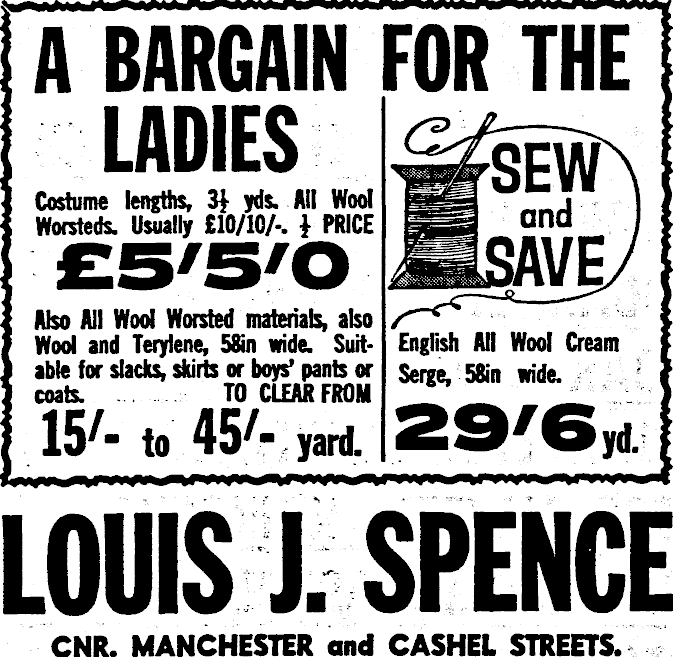 A BARGAIN FOR THE
LADIES
Costume lengths, 3½ yds. All Wool
Worsteds. Usually £10/10/-. ½ PRICE
£5'5'0
Also All Wool Worsted materials, also
Wool and Terylene, 58in wide. Suit-
able for slacks, skirts or boys' pants or
coats. TO CLEAR FROM
15/- to 45/- yard.
SEW
and
SAVE
English All Wool Cream
Serge, 58in wide.
29'6 yd.
LOUIS J. SPENCE
CNR. MANCHESTER and CASHEL STREETS.